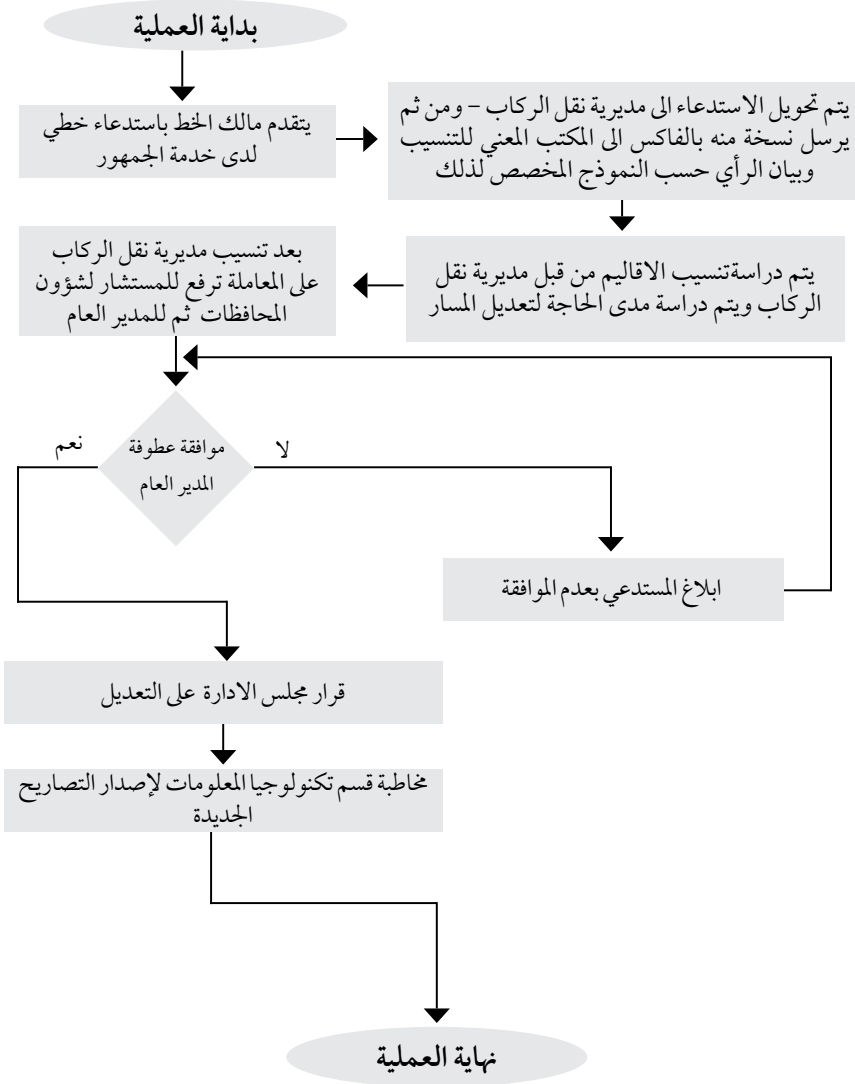 بداية العملية
يتقدم مالك الخط باستدعاء خطي
لدى خدمة الجمهور
يتم تحويل الاستدعاء الى مديرية نقل الركاب – ومن ثم
يرسل نسخة منه بالفاكس الى المكتب المعني للتنسيب
وبيان الرأي حسب النموذج المخصص لذلك
يتم دراسةتنسيب الاقاليم من قبل مديرية نقل
الركاب ويتم دراسة مدى الحاجة لتعديل المسار
بعد تنسيب مديرية نقل الركاب
على المعاملة ترفع للمستشار لشؤون
المحافظات ثم للمدير العام
موافقة عطوفة
المدير العام
نعم
لا
ابلاغ المستدعي بعدم الموافقة
قرار مجلس الادارة على التعديل
مخاطبة قسم تكنولوجيا المعلومات لإصدار التصاريح
الجديدة
نهاية العملية